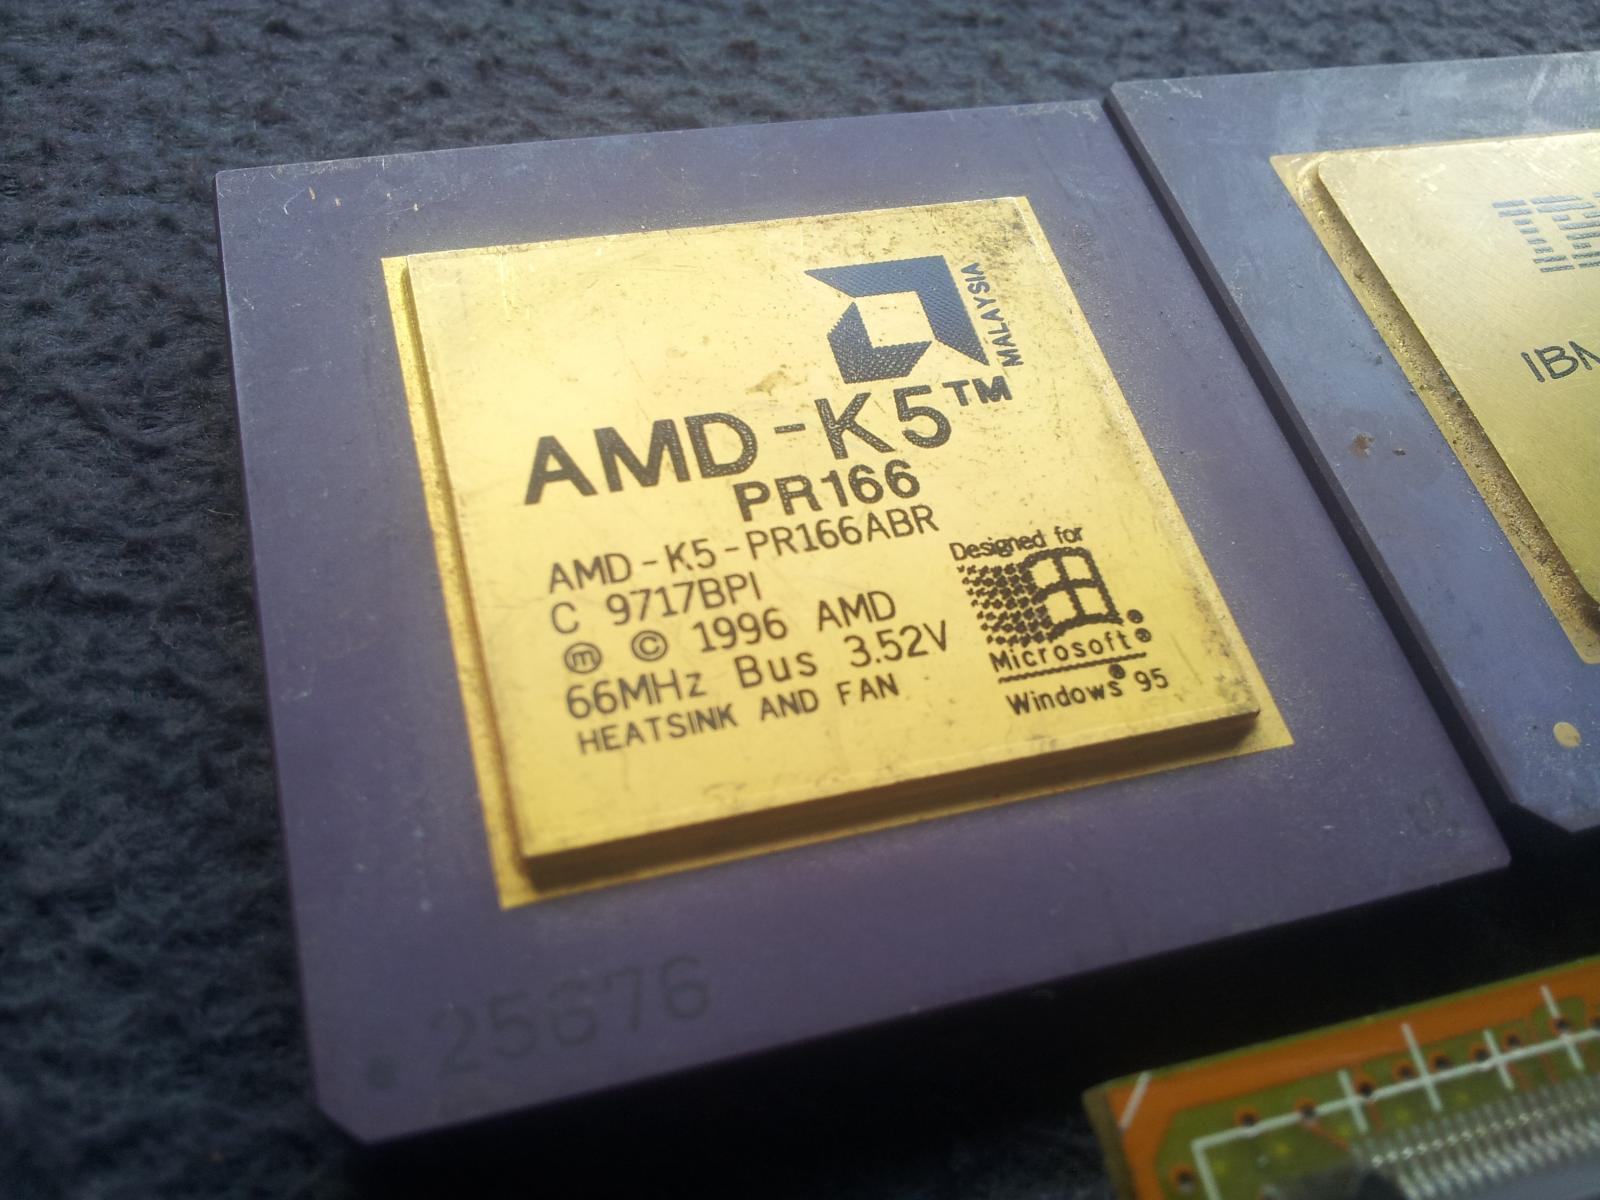 MALAYSIA
AMD-K5™
PR166
AMD-K5-PR166ABR
C 9717BPI
ⓜ © 1996 AMD
66MHz Bus 3.52V
HEATSINK AND FAN
Designed for
Microsoft®
Windows® 95
25676
IBM